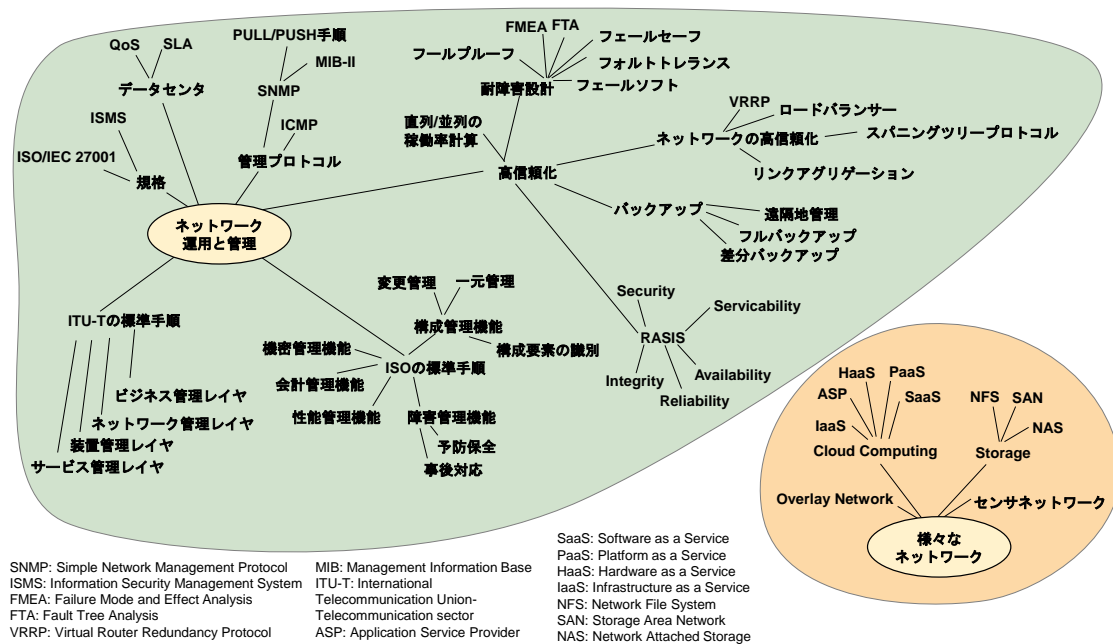 QoS
SLA
データセンタ
PULL/PUSH手順
MIB-II
SNMP
ICMP
管理プロトコル
ISMS
ISO/IEC 27001
規格
ネットワーク
運用と管理
FMEA
FTA
フールプルーフ
フェールセーフ
フォルトトレランス
フェールソフト
耐障害設計
直列/並列の
稼働率計算
高信頼化
VRRP
ロードバランサー
スパニングツリープロトコル
ネットワークの高信頼化
リンクアグリゲーション
バックアップ
遠隔地管理
フルバックアップ
差分バックアップ
Security
Servicability
RASIS
Integrity
Availability
Reliability
ITU-Tの標準手順
ビジネス管理レイヤ
ネットワーク管理レイヤ
装置管理レイヤ
サービス管理レイヤ
変更管理
一元管理
構成管理機能
構成要素の識別
機密管理機能
ISOの標準手順
会計管理機能
性能管理機能
障害管理機能
予防保全
事後対応
HaaS
PaaS
ASP
SaaS
IaaS
Cloud Computing
NFS
SAN
NAS
Storage
Overlay Network
センサネットワーク
様々な
ネットワーク
SNMP: Simple Network Management Protocol
ISMS: Information Security Management System
FMEA: Failure Mode and Effect Analysis
FTA: Fault Tree Analysis
VRRP: Virtual Router Redundancy Protocol
MIB: Management Information Base
ITU-T: International
Telecommunication Union-
Telecommunication sector
ASP: Application Service Provider
SaaS: Software as a Service
PaaS: Platform as a Service
HaaS: Hardware as a Service
IaaS: Infrastructure as a Service
NFS: Network File System
SAN: Storage Area Network
NAS: Network Attached Storage